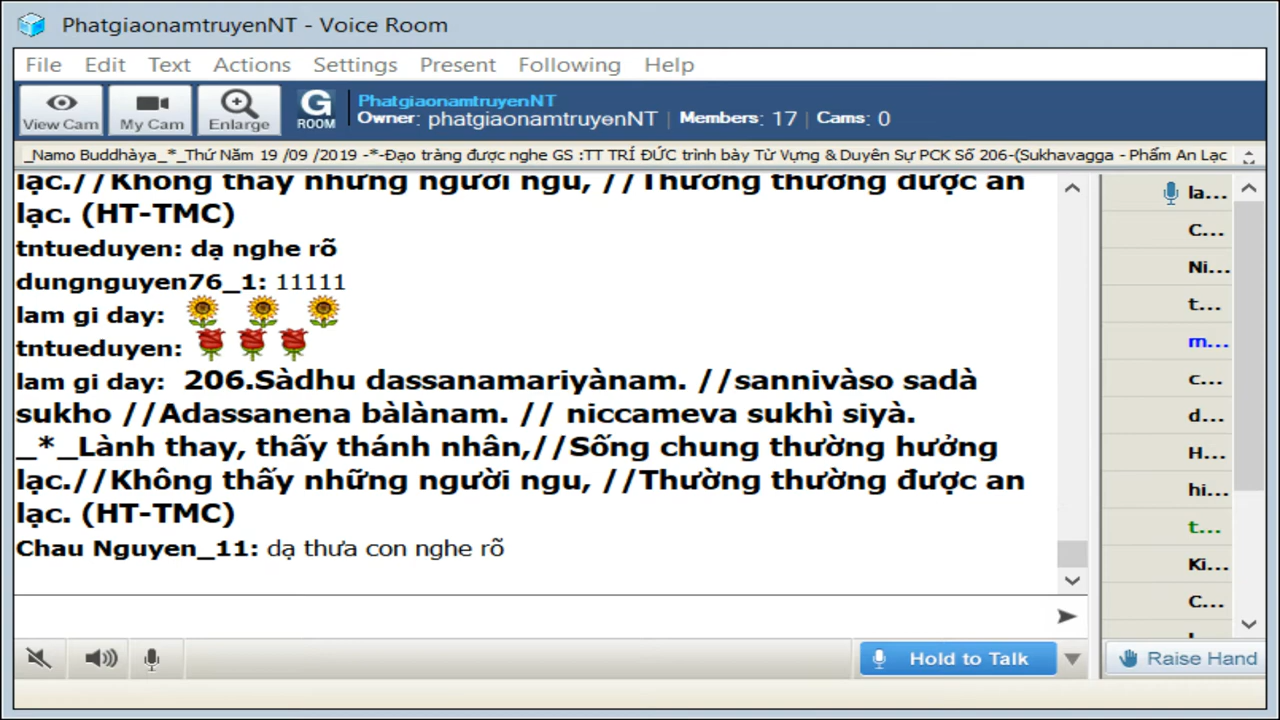 PhatgiaonamtruyenNT - Voice Room
File Edit Text Actions Settings Present Following Help
View Cam My Cam Enlarge G ROOM
PhatgiaonamtruyenNT
Owner: phatgiaonamtruyenNT | Members: 17 | Cams: 0
_Namo Buddhàya_*_Thứ Năm 19 /09 /2019 -*-Đạo tràng được nghe GS :TT TRÍ ĐỨC trình bày Từ Vựng & Duyên Sự PCK Số 206-(Sukhavagga - Phẩm An Lạc
lạc.//Không thấy những người ngu, //Thường thường được an
lạc. (HT-TMC)
tntueduyen: dạ nghe rõ
dungnguyen76_1: 11111
lam gi day:
tntueduyen:
lam gi day: 206.Sàdhu dassanamariyànam. //sannivàso sadà
sukho //Adassanena bàlànam. // niccameva sukhì siyà.
_*_Lành thay, thấy thánh nhân,//Sống chung thường hưởng
lạc.//Không thấy những người ngu, //Thường thường được an
lạc. (HT-TMC)
Chau Nguyen_11: dạ thưa con nghe rõ
la...
C...
Ni...
t...
m...
c...
d...
H...
hi...
t...
Ki...
C...
Hold to Talk
Raise Hand